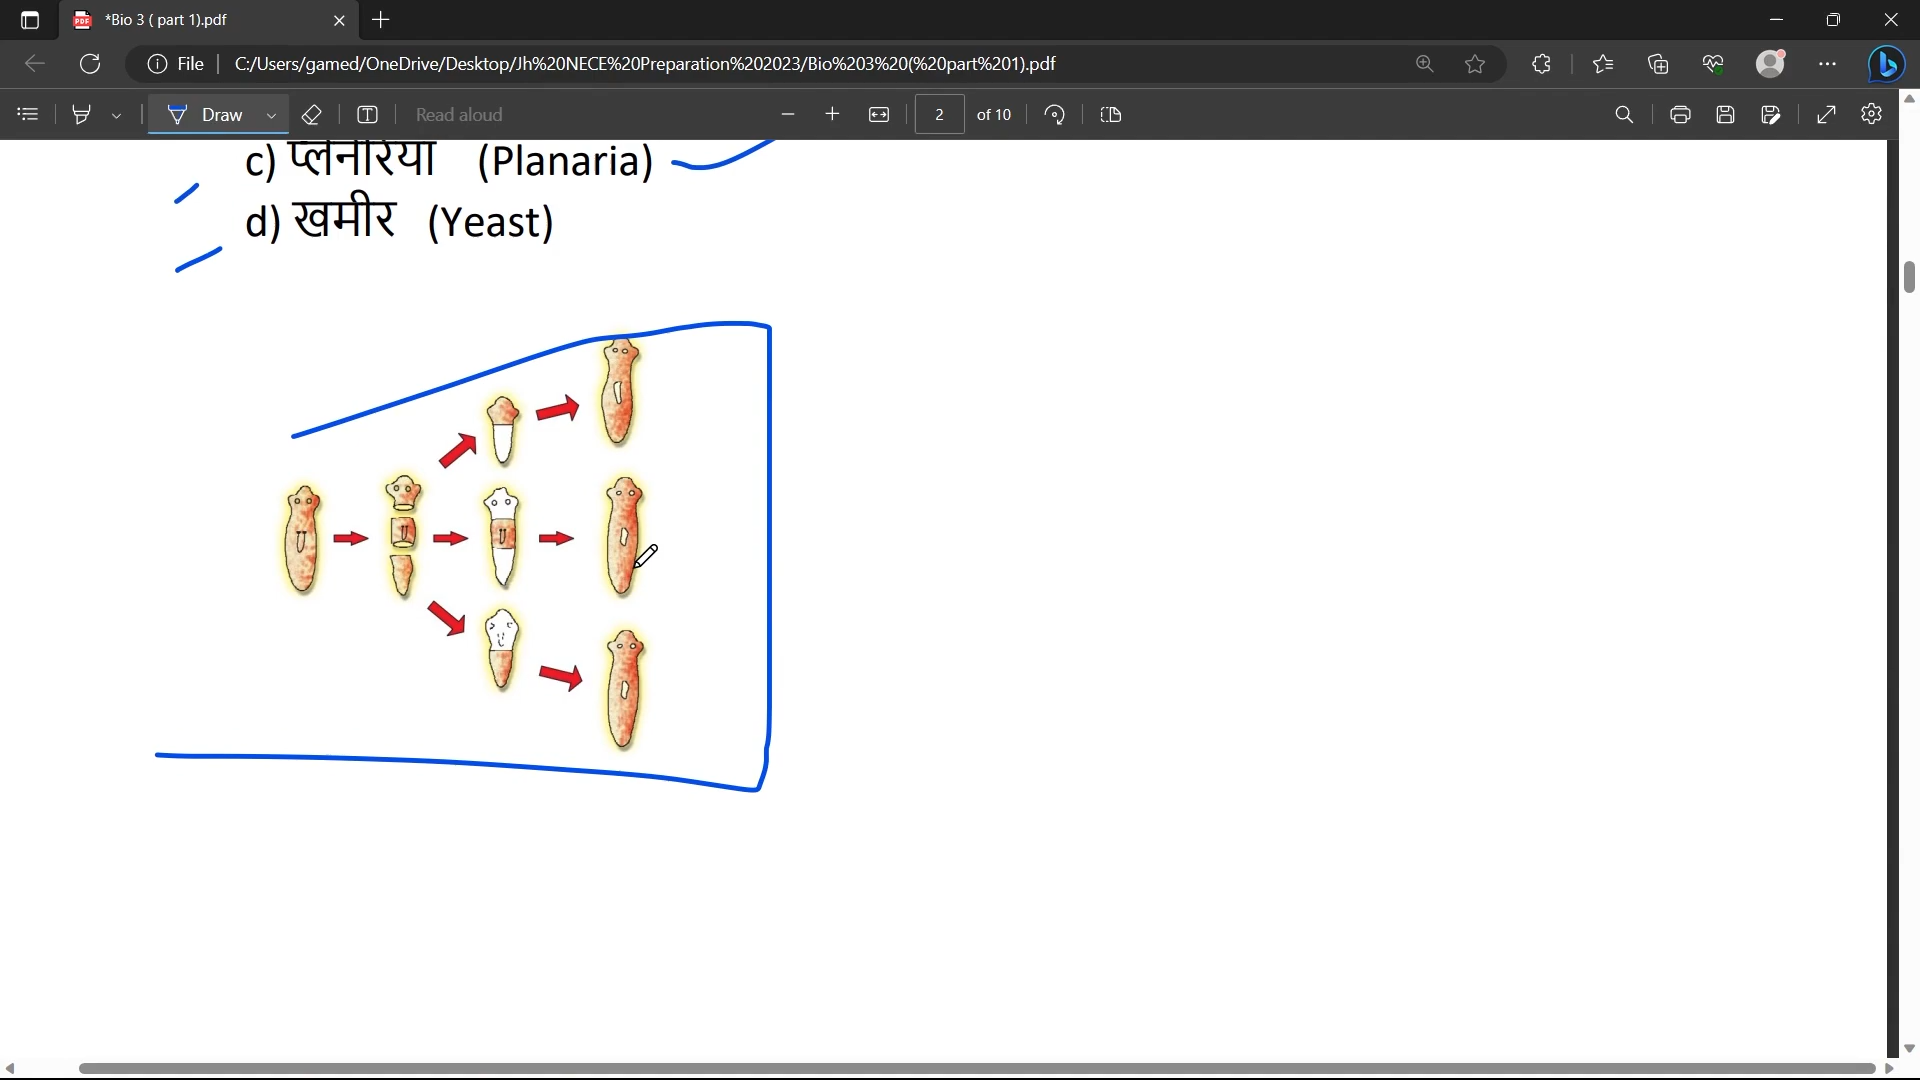 *Bio 3 ( part 1).pdf
File
C:/Users/gamed/OneDrive/Desktop/Jh%20NECE%20Preparation%202023/Bio%203%20(%20part%201).pdf
Draw
Read aloud
2 of 10
c) प्लेनेरिया (Planaria)
d) खमीर (Yeast)